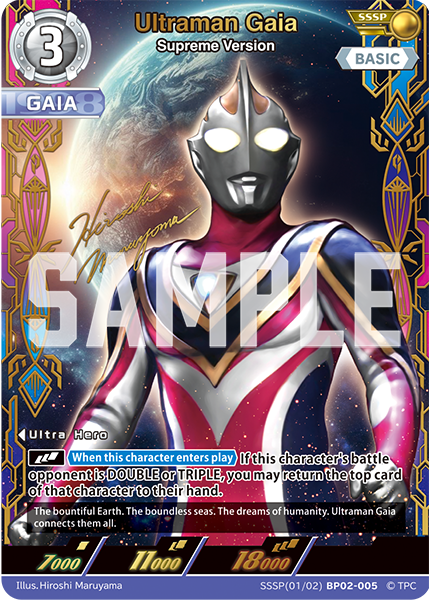 Ultraman Gaia
Supreme Version
3
SSSP
BASIC
1998
GAIA
Hiroshi
Maruyama
SAMPLE
Ultra Hero
When this character enters play If this character's battle
opponent is DOUBLE or TRIPLE, you may return the top card
of that character to their hand.
The bountiful Earth. The boundless seas. The dreams of humanity. Ultraman Gaia
connects them all.
7000
11000
18000
Illus. Hiroshi Maruyama
SSSP(01/02) BP02-005 © TPC